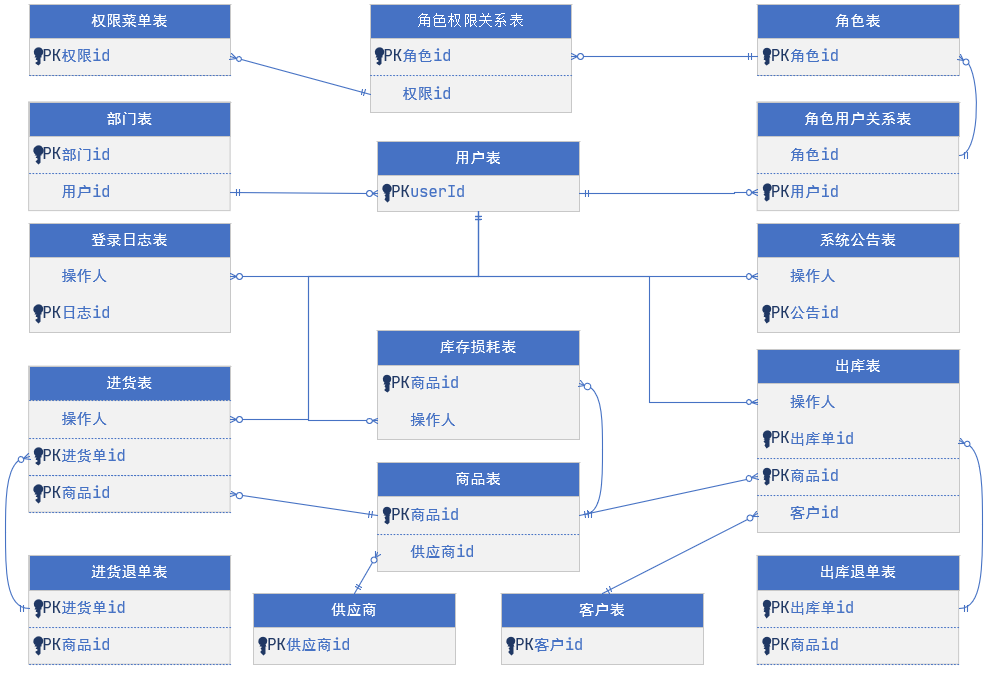 权限菜单表
PK权限id
角色权限关系表
PK角色id
权限id
角色表
PK角色id
部门表
PK部门id
用户id
用户表
PKuserId
角色用户关系表
角色id
PK用户id
登录日志表
操作人
PK日志id
系统公告表
操作人
PK公告id
库存损耗表
PK商品id
操作人
进货表
操作人
PK进货单id
PK商品id
出库表
操作人
PK出库单id
PK商品id
客户id
商品表
PK商品id
供应商id
进货退单表
PK进货单id
PK商品id
供应商
PK供应商id
客户表
PK客户id
出库退单表
PK出库单id
PK商品id